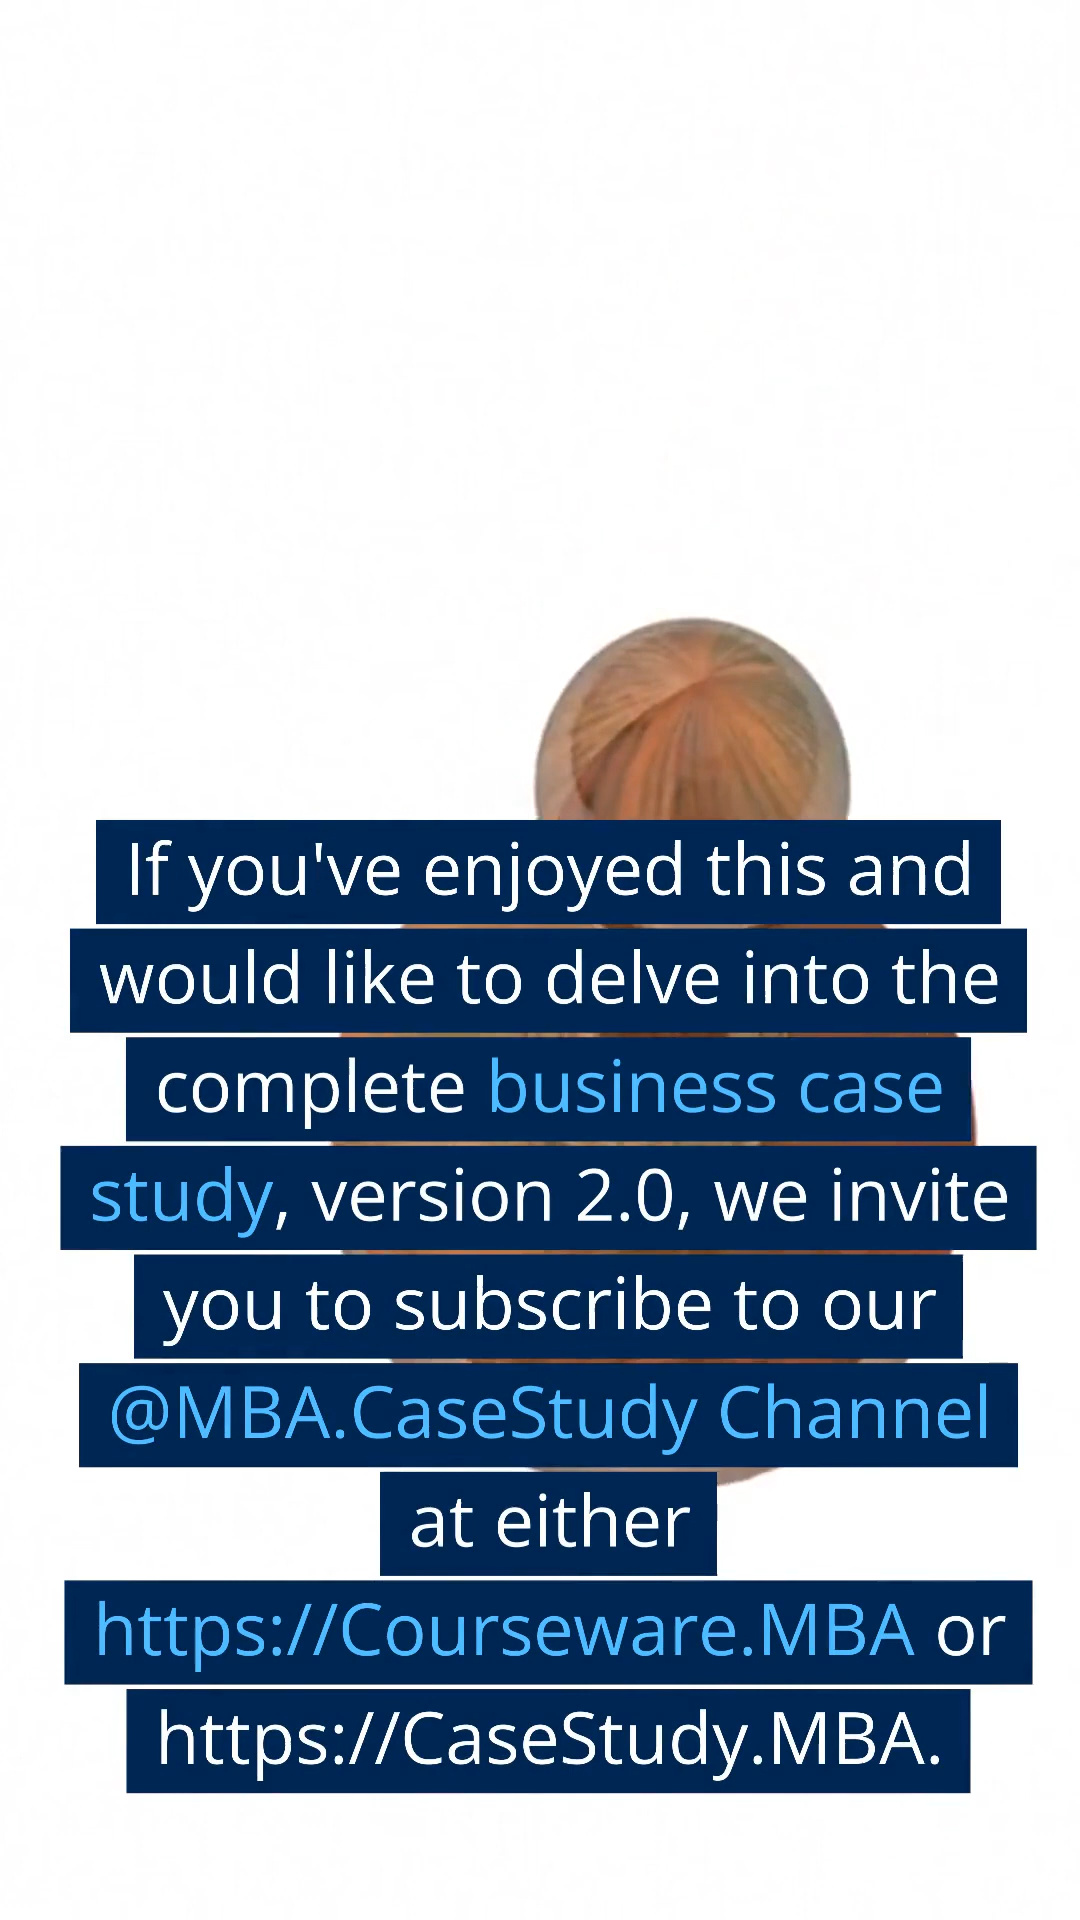 If you've enjoyed this and
would like to delve into the
complete business case
study, version 2.0, we invite
you to subscribe to our
@MBA.CaseStudy Channel
at either
https://Courseware.MBA or
https://CaseStudy.MBA.